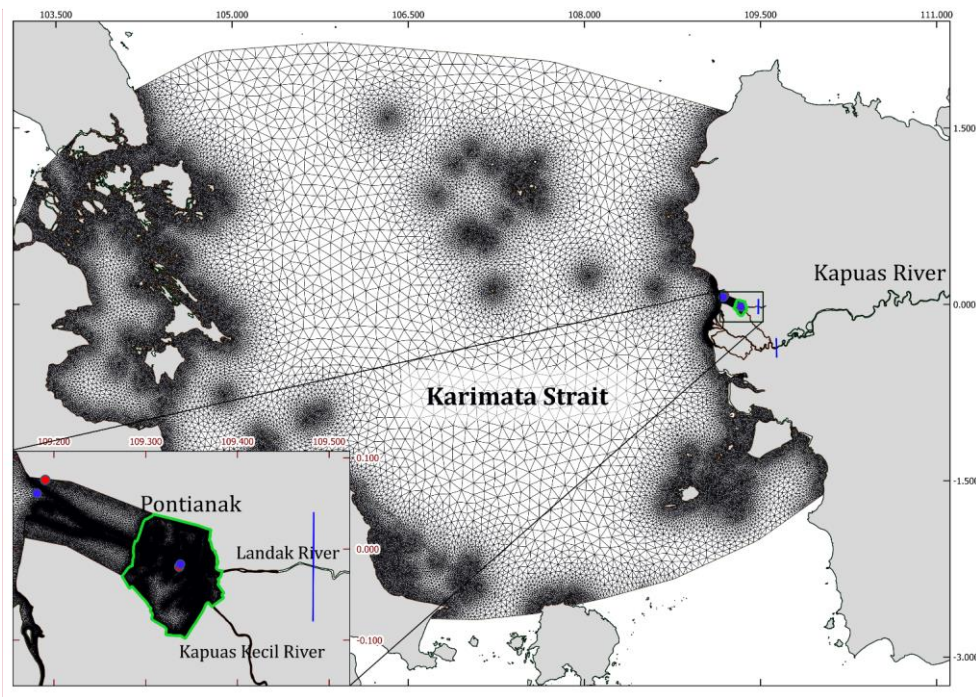 103.500 105.000 106.500 108.000 109.500 111.000
1.500
Kapuas River
0.000
Karimata Strait
109.200 109.300 109.400 109.500
0.100
Pontianak
-1.500
Landak River
0.000
Kapuas Kecil River
-0.100
-3.000